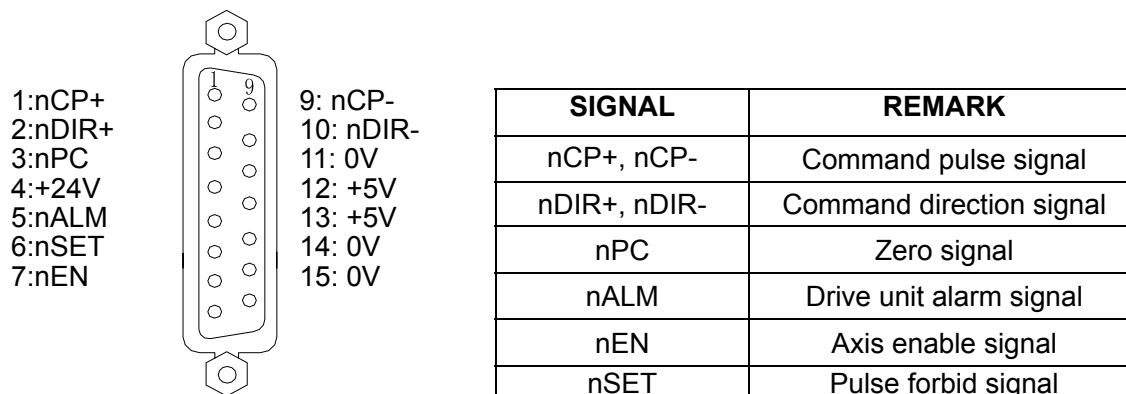 1 9
1:nCP+
2:nDIR+
3:nPC
4:+24V
5:nALM
6:nSET
7:nEN
9: nCP-
10: nDIR-
11: 0V
12: +5V
13: +5V
14: 0V
15: 0V
SIGNAL REMARK
nCP+, nCP- Command pulse signal
nDIR+, nDIR- Command direction signal
nPC Zero signal
nALM Drive unit alarm signal
nEN Axis enable signal
nSET Pulse forbid signal